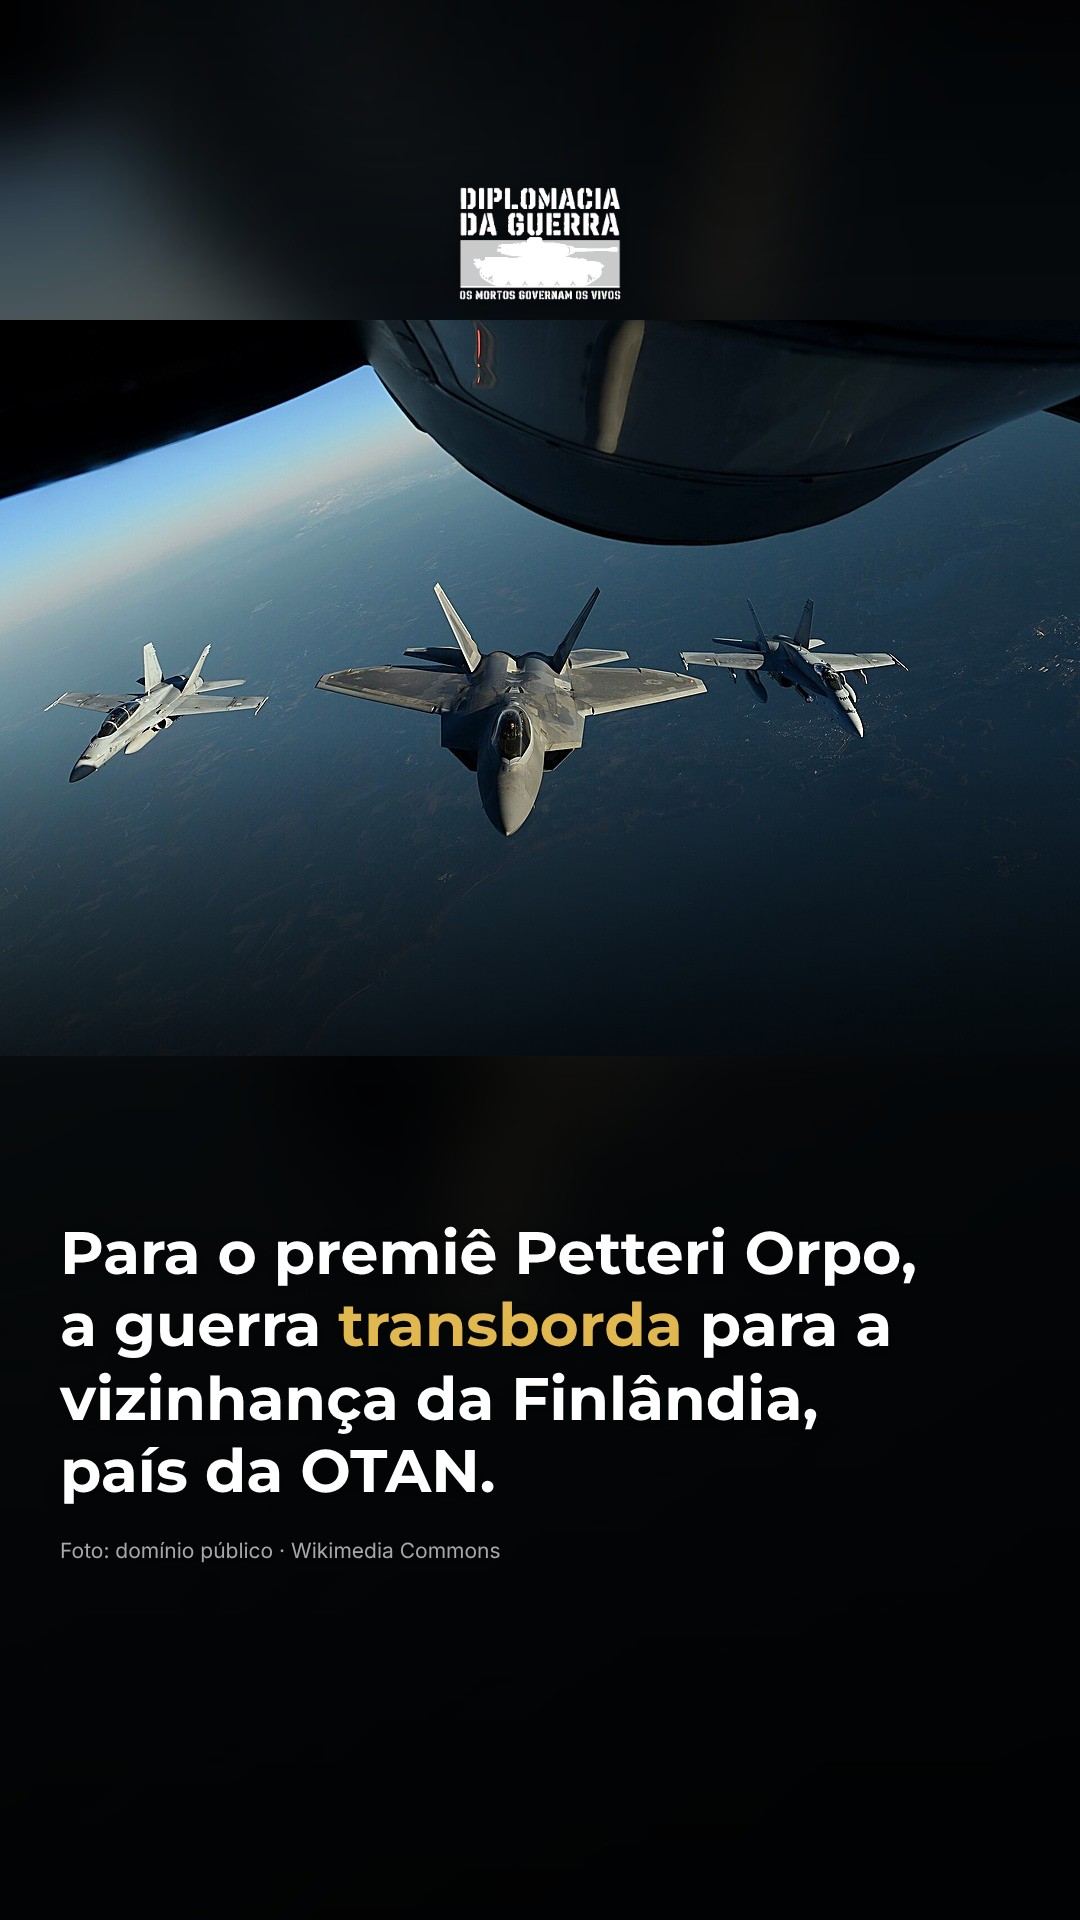 DIPLOMACIA
DA GUERRA
OS MORTOS GOVERNAM OS VIVOS
Para o premiê Petteri Orpo,
a guerra transborda para a
vizinhança da Finlândia,
país da OTAN.
Foto: domínio público · Wikimedia Commons